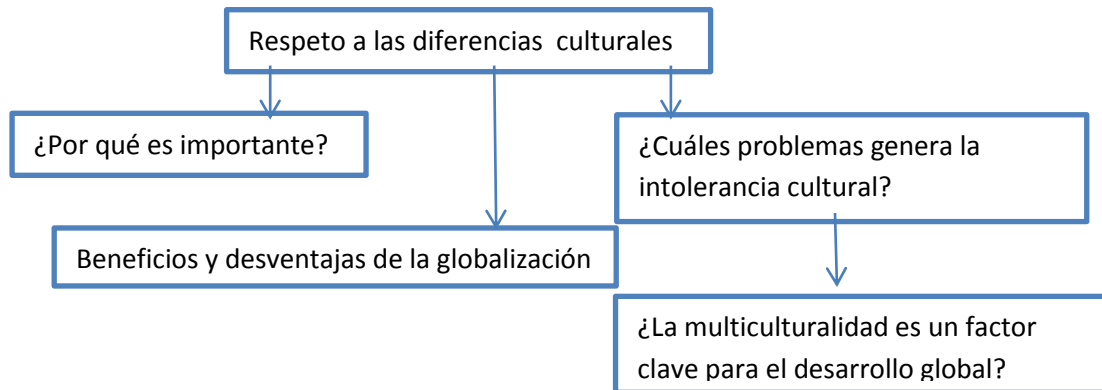 Respeto a las diferencias  culturales
¿Por qué es importante?
¿Cuáles problemas genera la
intolerancia cultural?
Beneficios y desventajas de la globalización
¿La multiculturalidad es un factor
clave para el desarrollo global?